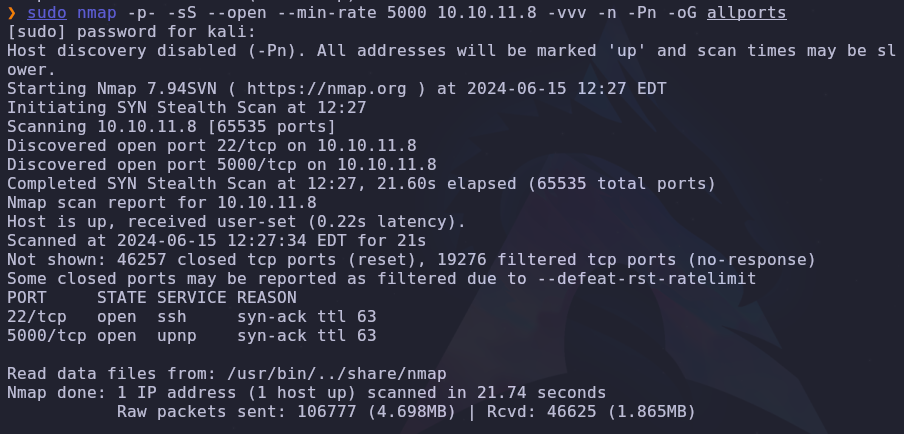 ❯ sudo nmap -p- -sS --open --min-rate 5000 10.10.11.8 -vvv -n -Pn -oG allports
[sudo] password for kali:
Host discovery disabled (-Pn). All addresses will be marked 'up' and scan times may be sl
ower.
Starting Nmap 7.94SVN ( https://nmap.org ) at 2024-06-15 12:27 EDT
Initiating SYN Stealth Scan at 12:27
Scanning 10.10.11.8 [65535 ports]
Discovered open port 22/tcp on 10.10.11.8
Discovered open port 5000/tcp on 10.10.11.8
Completed SYN Stealth Scan at 12:27, 21.60s elapsed (65535 total ports)
Nmap scan report for 10.10.11.8
Host is up, received user-set (0.22s latency).
Scanned at 2024-06-15 12:27:34 EDT for 21s
Not shown: 46257 closed tcp ports (reset), 19276 filtered tcp ports (no-response)
Some closed ports may be reported as filtered due to --defeat-rst-ratelimit
PORT     STATE SERVICE REASON
22/tcp   open  ssh     syn-ack ttl 63
5000/tcp open  upnp    syn-ack ttl 63

Read data files from: /usr/bin/../share/nmap
Nmap done: 1 IP address (1 host up) scanned in 21.74 seconds
           Raw packets sent: 106777 (4.698MB) | Rcvd: 46625 (1.865MB)